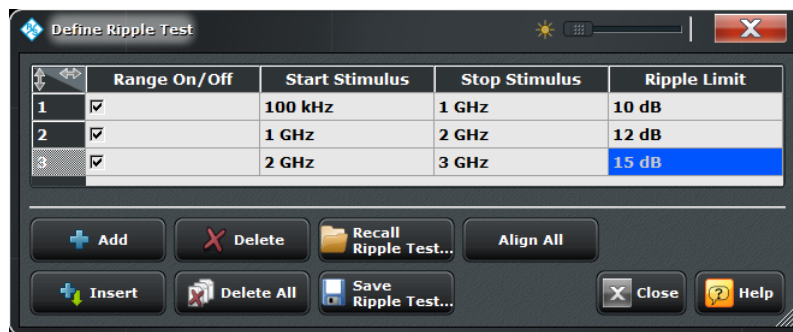 Define Ripple Test
Range On/Off Start Stimulus Stop Stimulus Ripple Limit
1 100 kHz 1 GHz 10 dB
2 1 GHz 2 GHz 12 dB
3 2 GHz 3 GHz 15 dB
Add Delete Recall Ripple Test... Align All
Insert Delete All Save Ripple Test... Close Help